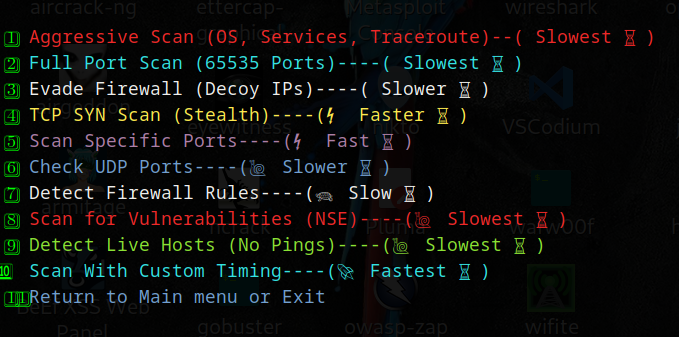 aircrack-ng ettercap- Metasploit wireshark
graphical
1 Aggressive Scan (OS, Services, Traceroute)--( Slowest ⌛ )
2 Full Port Scan (65535 Ports)----( Slowest ⌛ )
3 Evade Firewall (Decoy IPs)----( Slower ⌛ )
airgeddon
4 TCP SYN Scan (Stealth)----(⚡ Faster ⌛ )
eyewitness nikto VSCodium
5 Scan Specific Ports----(⚡ Fast ⌛ )
6 Check UDP Ports----(🐌 Slower ⌛ )
7 Detect Firewall Rules----(🐢 Slow ⌛ )
armitage wafw00f
8 Scan for Vulnerabilities (NSE)----(🐌 Slowest ⌛ )
9 Detect Live Hosts (No Pings)----(🐌 Slowest ⌛ )
10 Scan With Custom Timing----(🚀 Fastest ⌛ )
11 Return to Main menu or Exit
BeEF XSS Web
Panel gobuster owasp-zap wifite